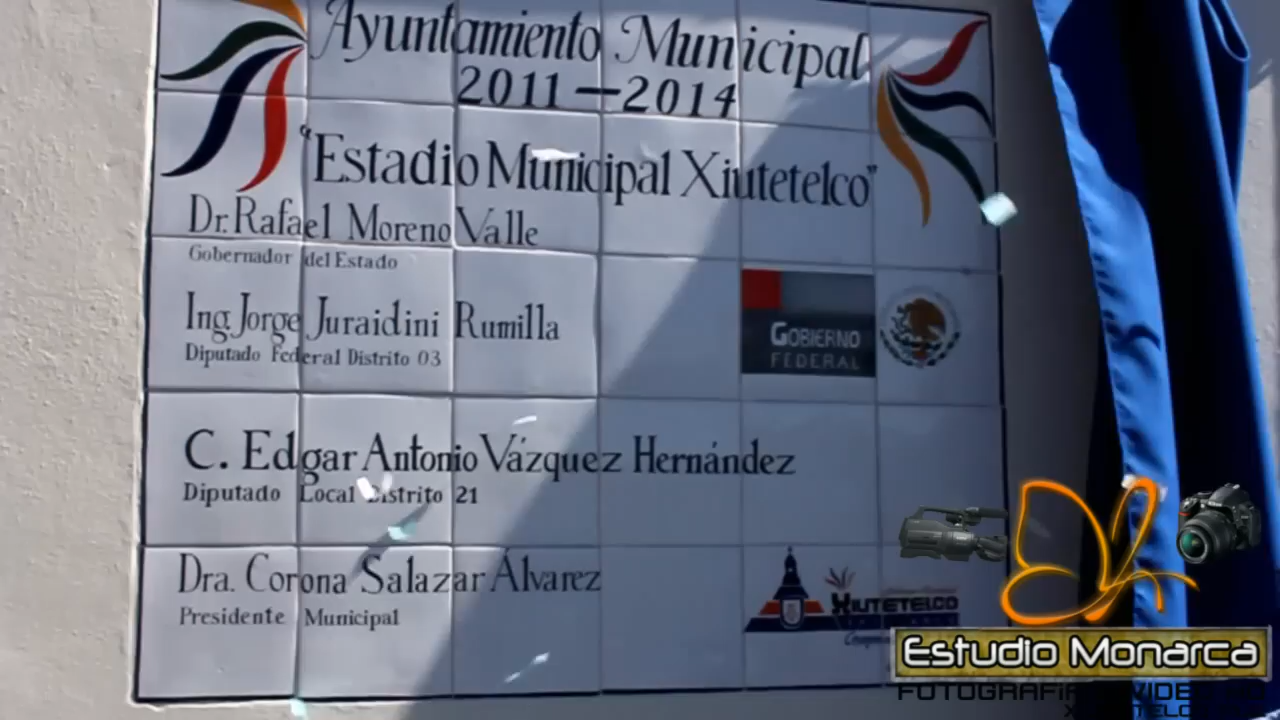 Ayuntamiento Municipal
2011—2014
"Estadio Municipal Xiutetelco"
Dr. Rafael Moreno Valle
Gobernador del Estado
Ing Jorge Juraidini Rumilla
Diputado Federal Distrito 03
GOBIERNO
FEDERAL
C. Edgar Antonio Vázquez Hernández
Diputado Local Distrito 21
Dra. Corona Salazar Álvarez
Presidente Municipal
XIUTETELCO
Estudio Monarca